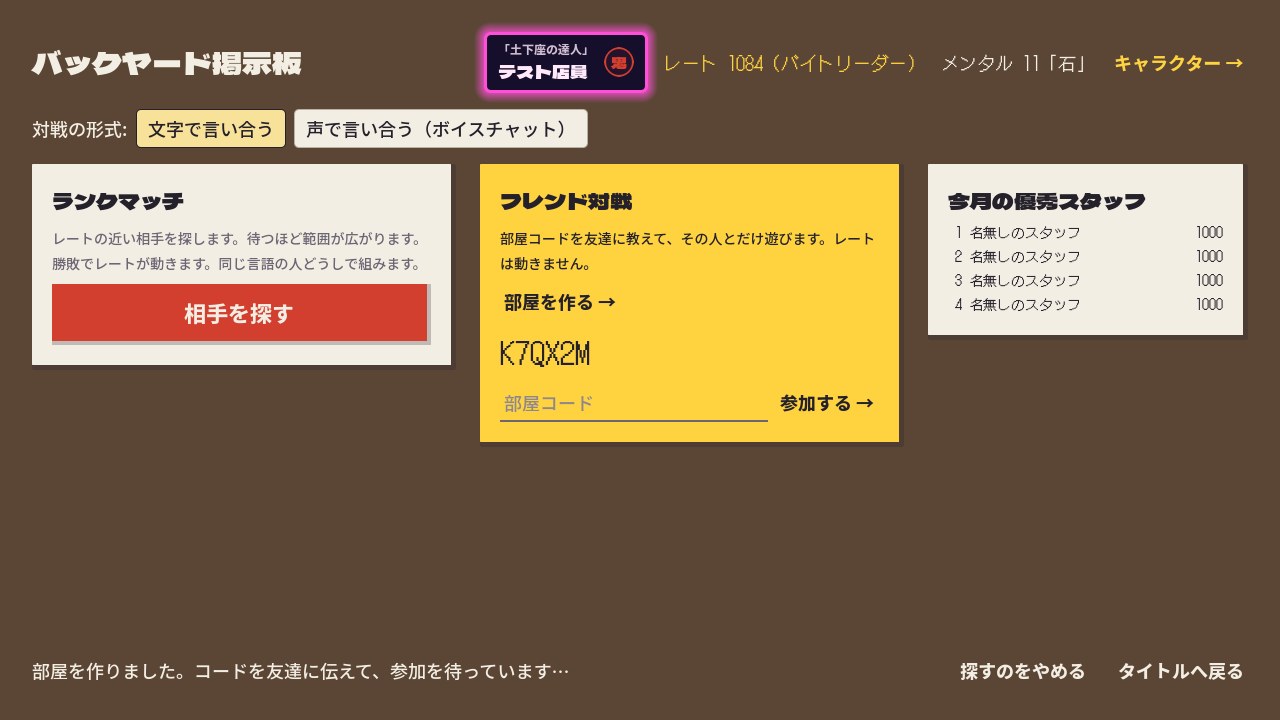 バックヤード掲示板
「土下座の達人」
テスト店員
レート 1084（バイトリーダー）
メンタル 11「石」
キャラクター →
対戦の形式:
文字で言い合う
声で言い合う（ボイスチャット）
ランクマッチ
レートの近い相手を探します。待つほど範囲が広がります。
勝敗でレートが動きます。同じ言語の人どうしで組みます。
相手を探す
フレンド対戦
部屋コードを友達に教えて、その人とだけ遊びます。レート
は動きません。
部屋を作る →
K7QX2M
部屋コード
参加する →
今月の優秀スタッフ
1 名無しのスタッフ 1000
2 名無しのスタッフ 1000
3 名無しのスタッフ 1000
4 名無しのスタッフ 1000
部屋を作りました。コードを友達に伝えて、参加を待っています…
探すのをやめる
タイトルへ戻る